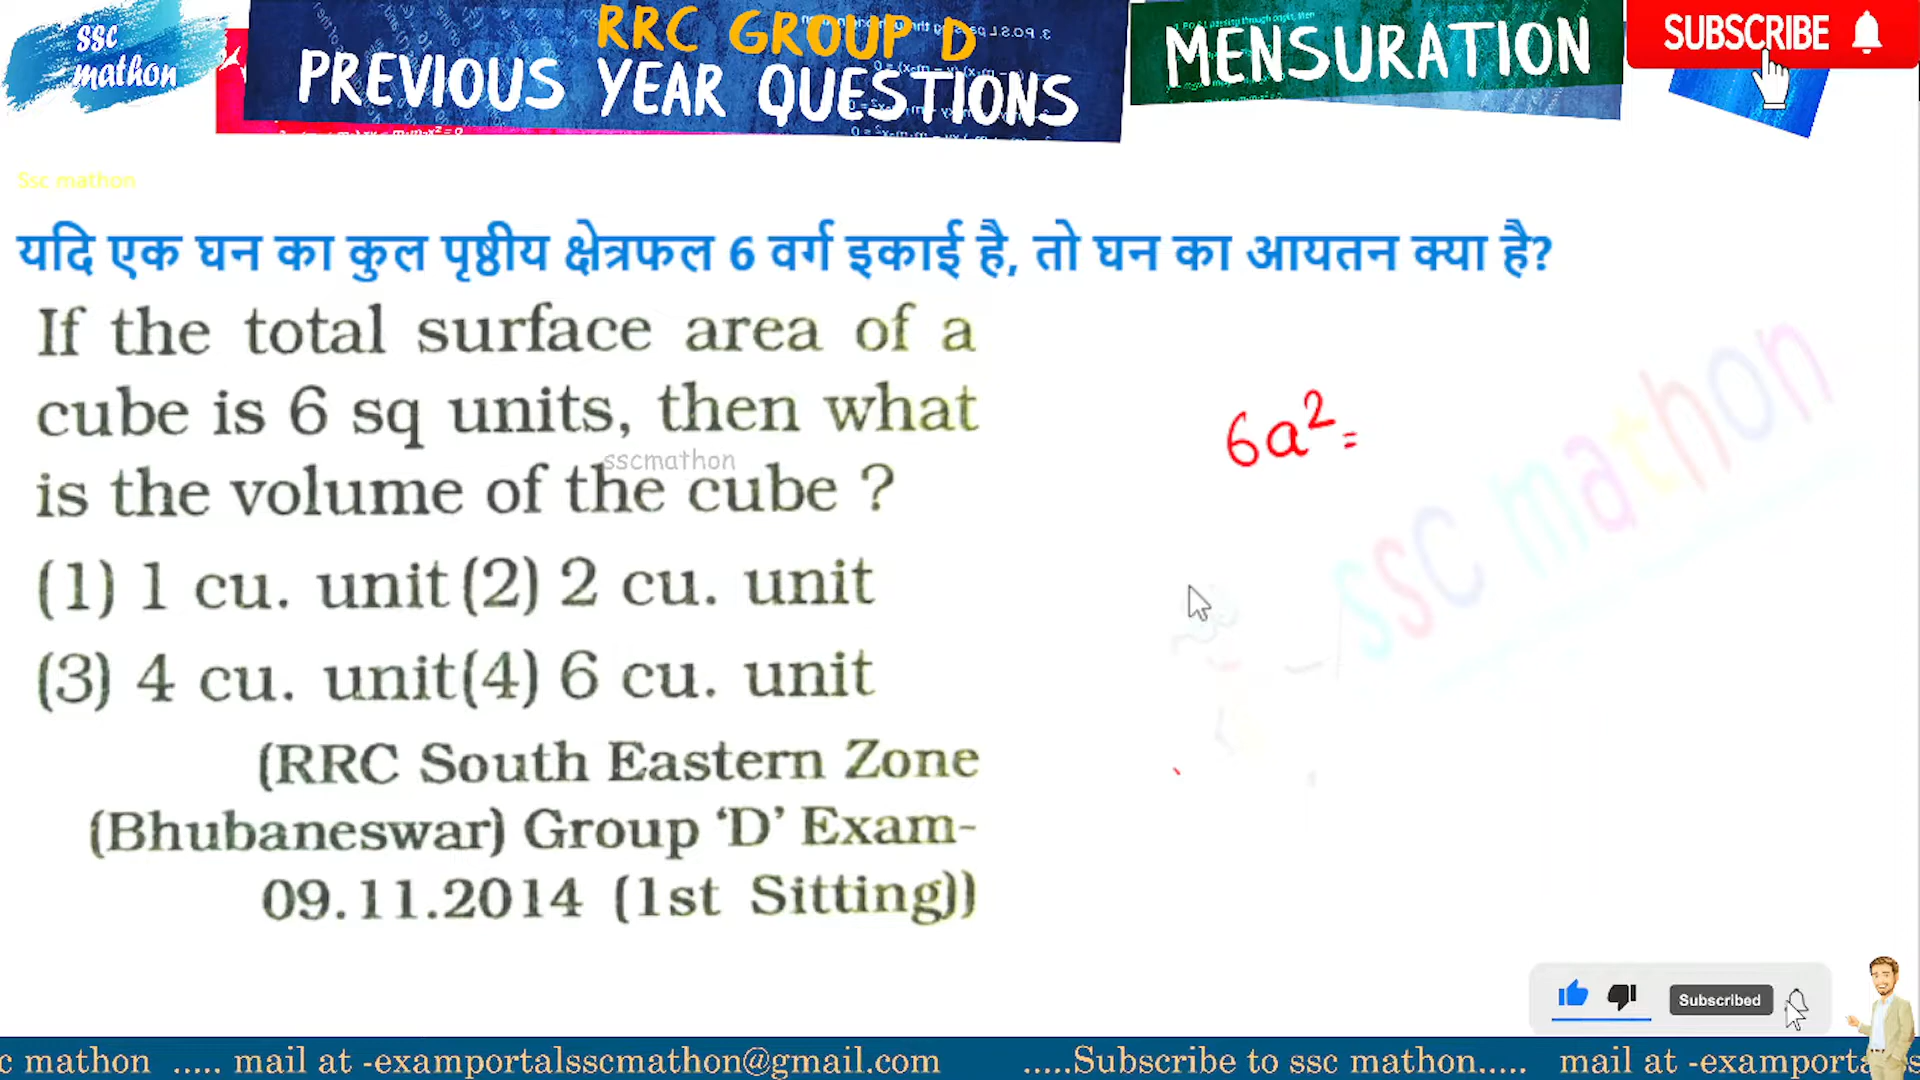 ssc
mathon
RRC GROUP D
PREVIOUS YEAR QUESTIONS
MENSURATION
SUBSCRIBE
Ssc mathon
यदि एक घन का कुल पृष्ठीय क्षेत्रफल 6 वर्ग इकाई है, तो घन का आयतन क्या है?
If the total surface area of a
cube is 6 sq units, then what
is the volume of the cube ?
sscmathon
(1) 1 cu. unit (2) 2 cu. unit
(3) 4 cu. unit (4) 6 cu. unit
(RRC South Eastern Zone
(Bhubaneswar) Group ‘D’ Exam-
09.11.2014 (1st Sitting))
6a²=
ssc mathon
Subscribed
c mathon ..... mail at -examportalsscmathon@gmail.com .....Subscribe to ssc mathon..... mail at -examporta